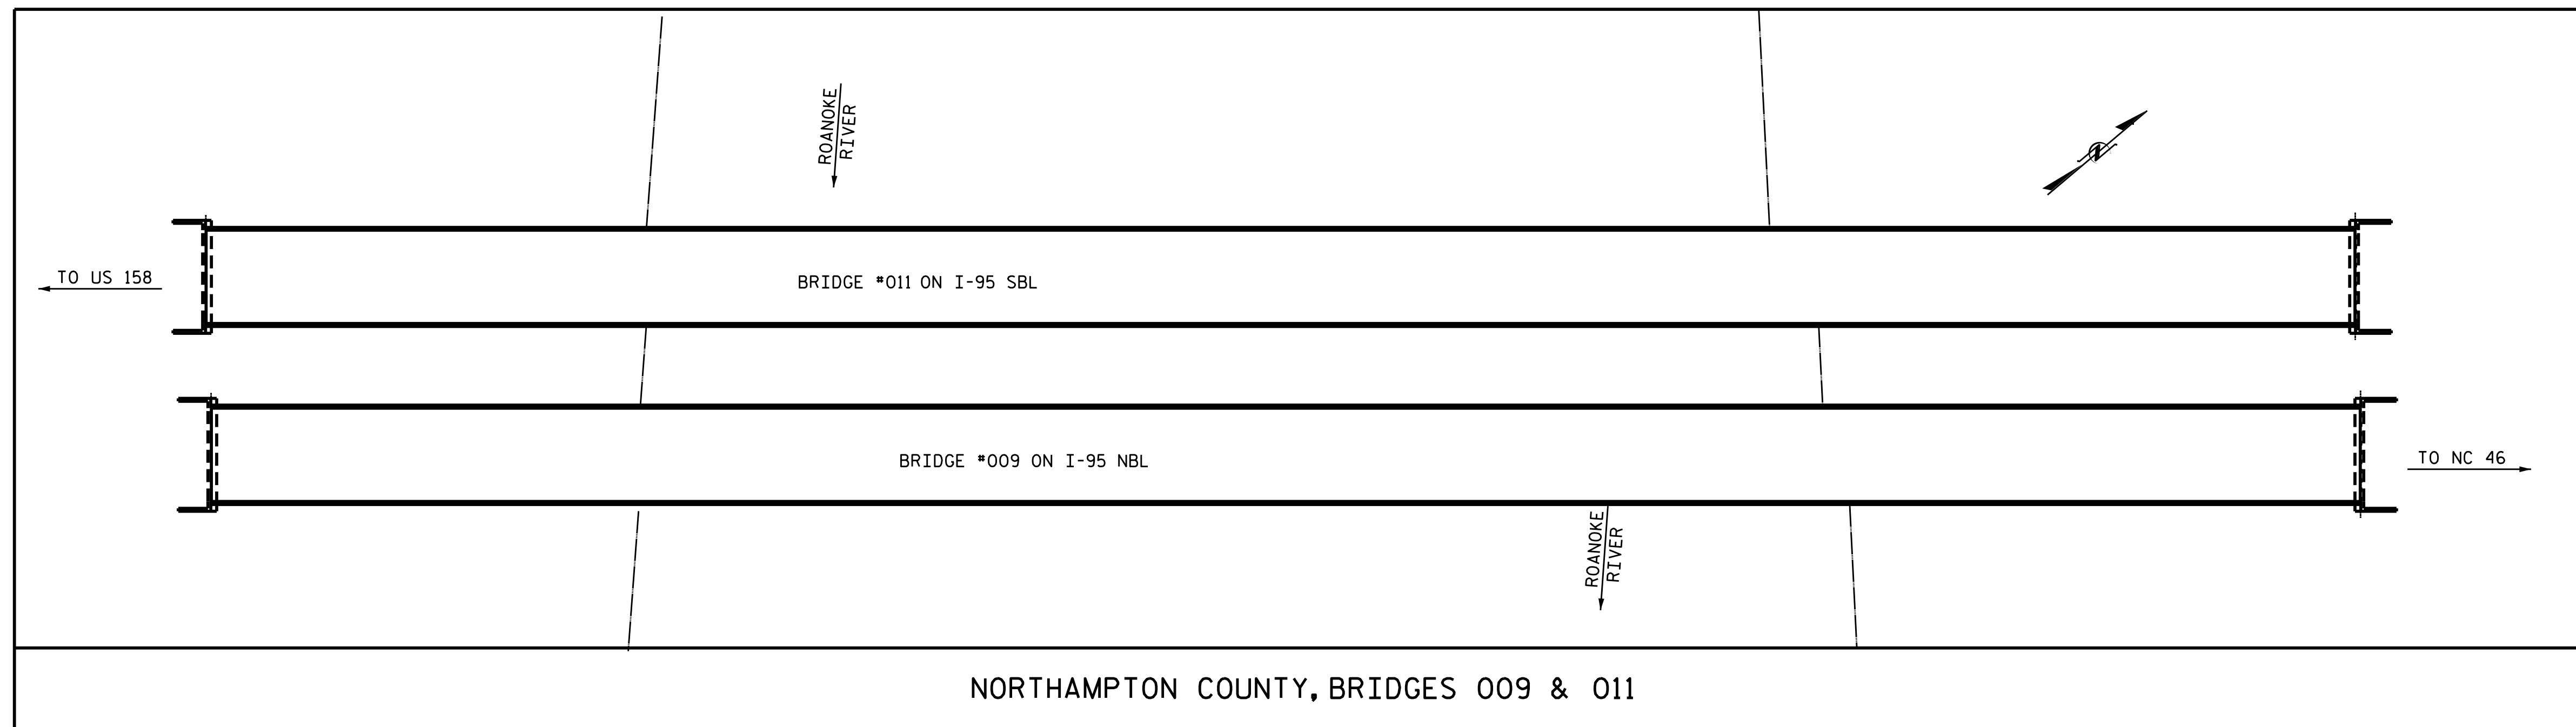 ROANOKE
RIVER
TO US 158
BRIDGE #011 ON I-95 SBL
BRIDGE #009 ON I-95 NBL
TO NC 46
ROANOKE
RIVER
NORTHAMPTON COUNTY, BRIDGES 009 & 011